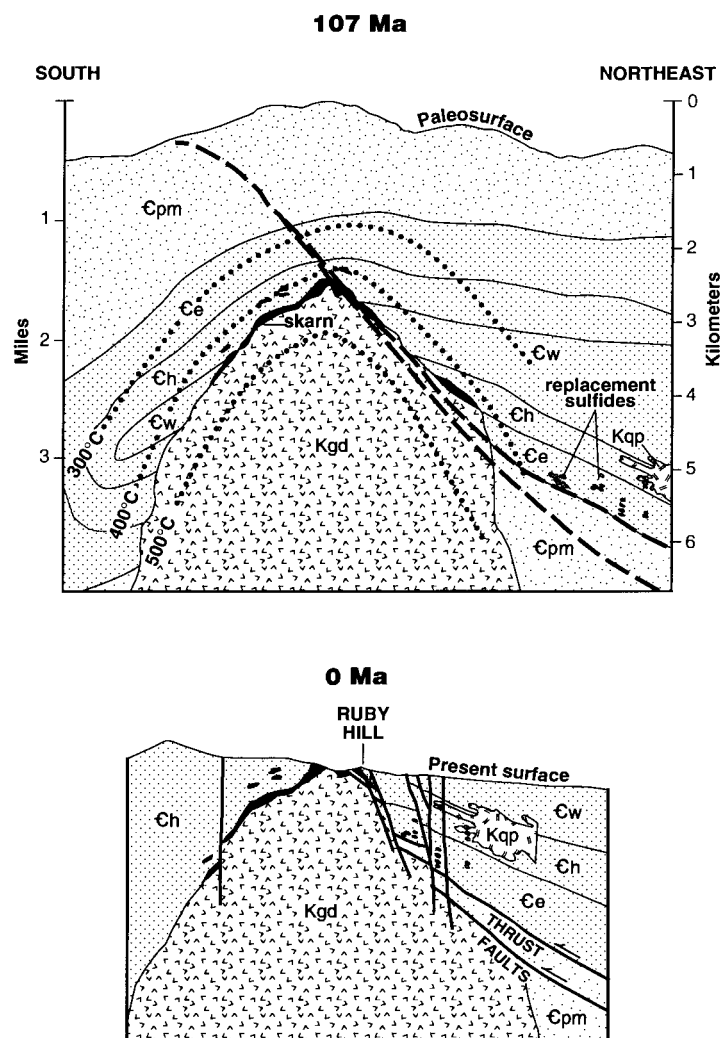 107 Ma
SOUTH
NORTHEAST
Paleosurface
0
1
2
3
4
5
6
Kilometers
1
2
3
Miles
Ꞓpm
Ꞓe
skarn
Ꞓh
Ꞓw
Ꞓw
replacement
sulfides
Ꞓh
Kqp
Ꞓe
Kgd
Ꞓpm
300°C
400°C
500°C
0 Ma
RUBY
HILL
Present surface
Ꞓh
Ꞓw
Kqp
Ꞓh
Ꞓe
Kgd
THRUST
FAULTS
Ꞓpm